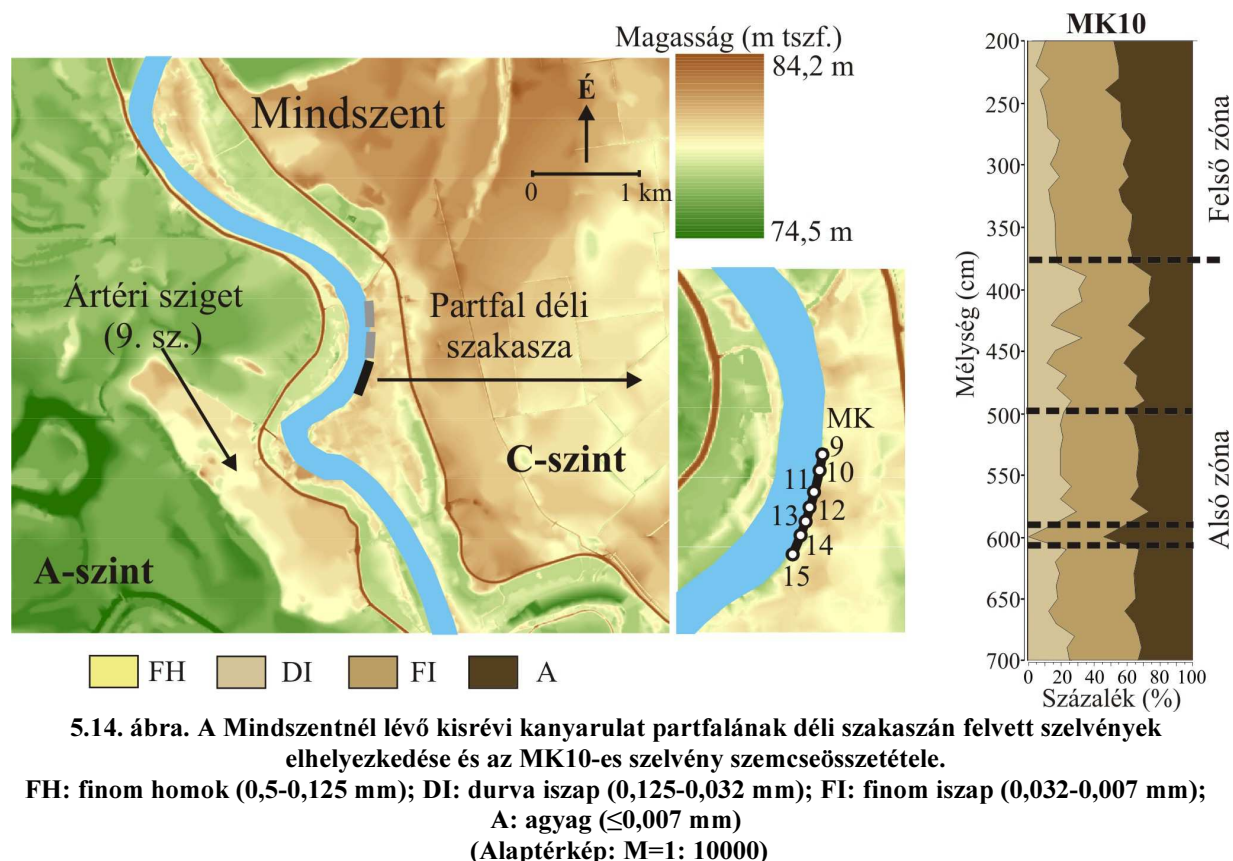 Magasság (m tszf.)
84,2 m
74,5 m
Mindszent
É
0 1 km
Ártéri sziget
(9. sz.)
Partfal déli
szakasza
C-szint
A-szint
MK
9
10
11
12
13
14
15
MK10
200
250
300
350
400
450
500
550
600
650
700
Mélység (cm)
0 20 40 60 80 100
Százalék (%)
Felső zóna
Alsó zóna
FH DI FI A
5.14. ábra. A Mindszentnél lévő kisrévi kanyarulat partfalának déli szakaszán felvett szelvények
elhelyezkedése és az MK10-es szelvény szemcseösszetétele.
FH: finom homok (0,5-0,125 mm); DI: durva iszap (0,125-0,032 mm); FI: finom iszap (0,032-0,007 mm);
A: agyag (≤0,007 mm)
(Alaptérkép: M=1: 10000)